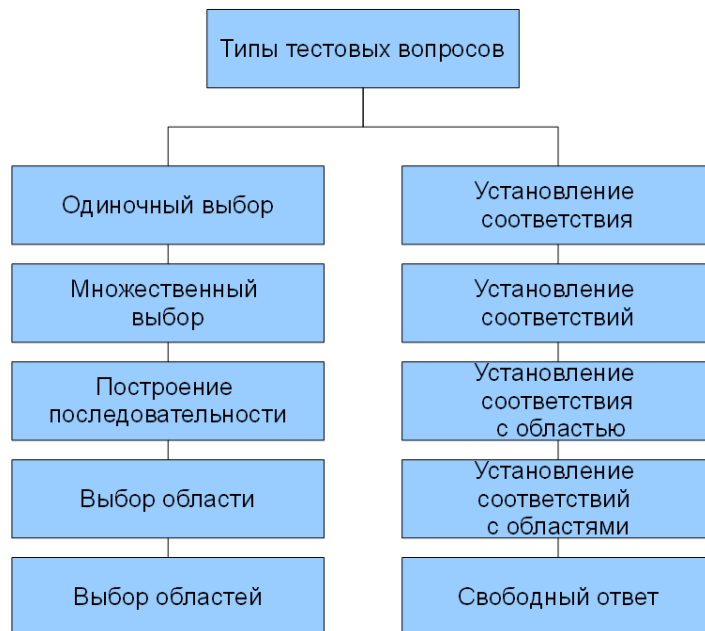 Типы тестовых вопросов
Одиночный выбор
Множественный
выбор
Построение
последовательности
Выбор области
Выбор областей
Установление
соответствия
Установление
соответствий
Установление
соответствия
с областью
Установление
соответствий
с областями
Свободный ответ